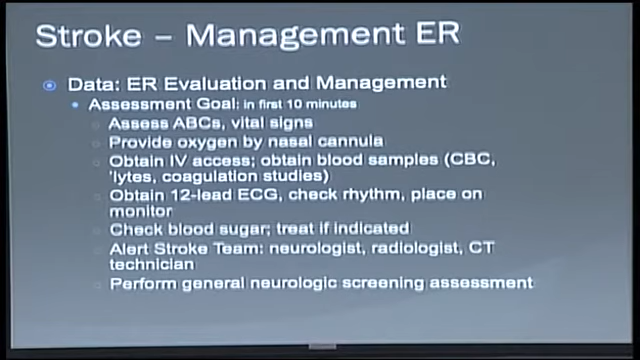 Stroke – Management ER
Data: ER Evaluation and Management
Assessment Goal: in first 10 minutes
Assess ABCs, vital signs
Provide oxygen by nasal cannula
Obtain IV access; obtain blood samples (CBC,
'lytes, coagulation studies)
Obtain 12-lead ECG, check rhythm, place on
monitor
Check blood sugar; treat if indicated
Alert Stroke Team: neurologist, radiologist, CT
technician
Perform general neurologic screening assessment